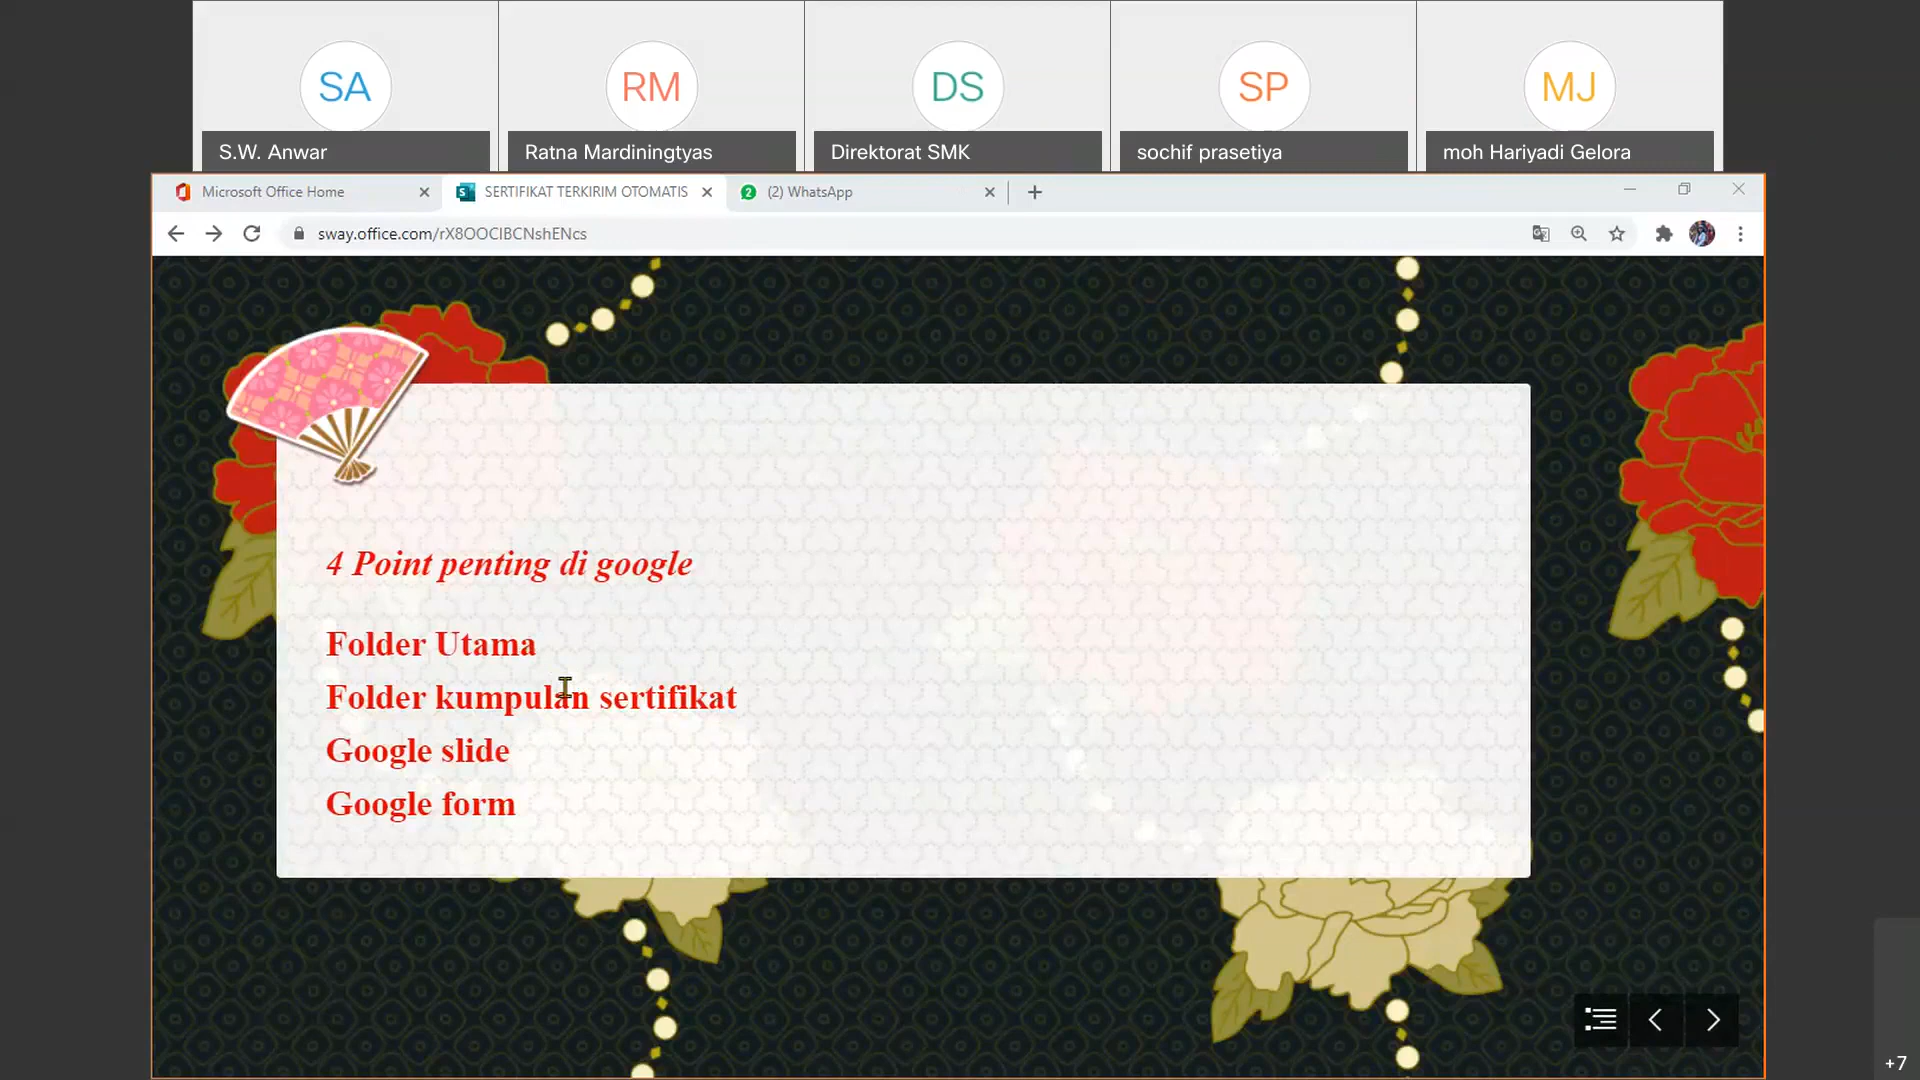 SA
RM
DS
SP
MJ
S.W. Anwar
Ratna Mardiningtyas
Direktorat SMK
sochif prasetiya
moh Hariyadi Gelora
Microsoft Office Home
S
SERTIFIKAT TERKIRIM OTOMATIS
2
(2) WhatsApp
sway.office.com/rX8OOClBCNshENcs
4 Point penting di google
Folder Utama
Folder kumpulan sertifikat
Google slide
Google form
+7